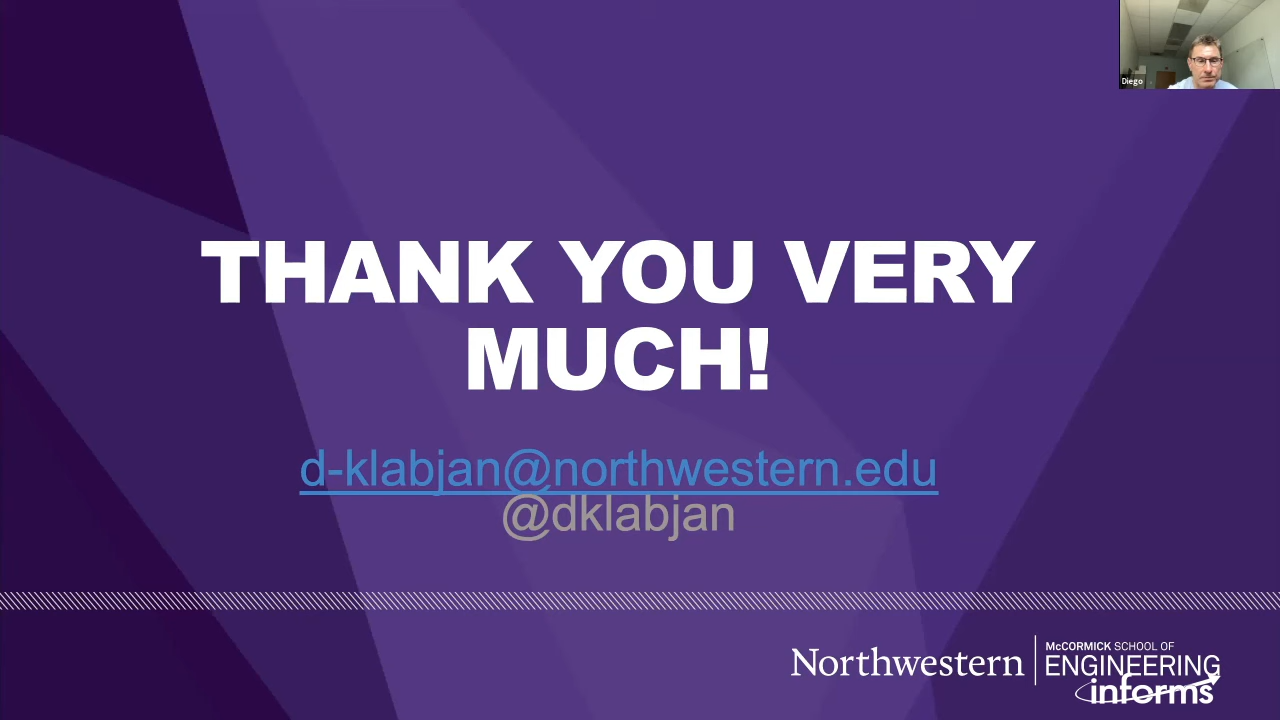 Diego
THANK YOU VERY
MUCH!
d-klabjan@northwestern.edu
@dklabjan
Northwestern
McCORMICK SCHOOL OF
ENGINEERING
informs